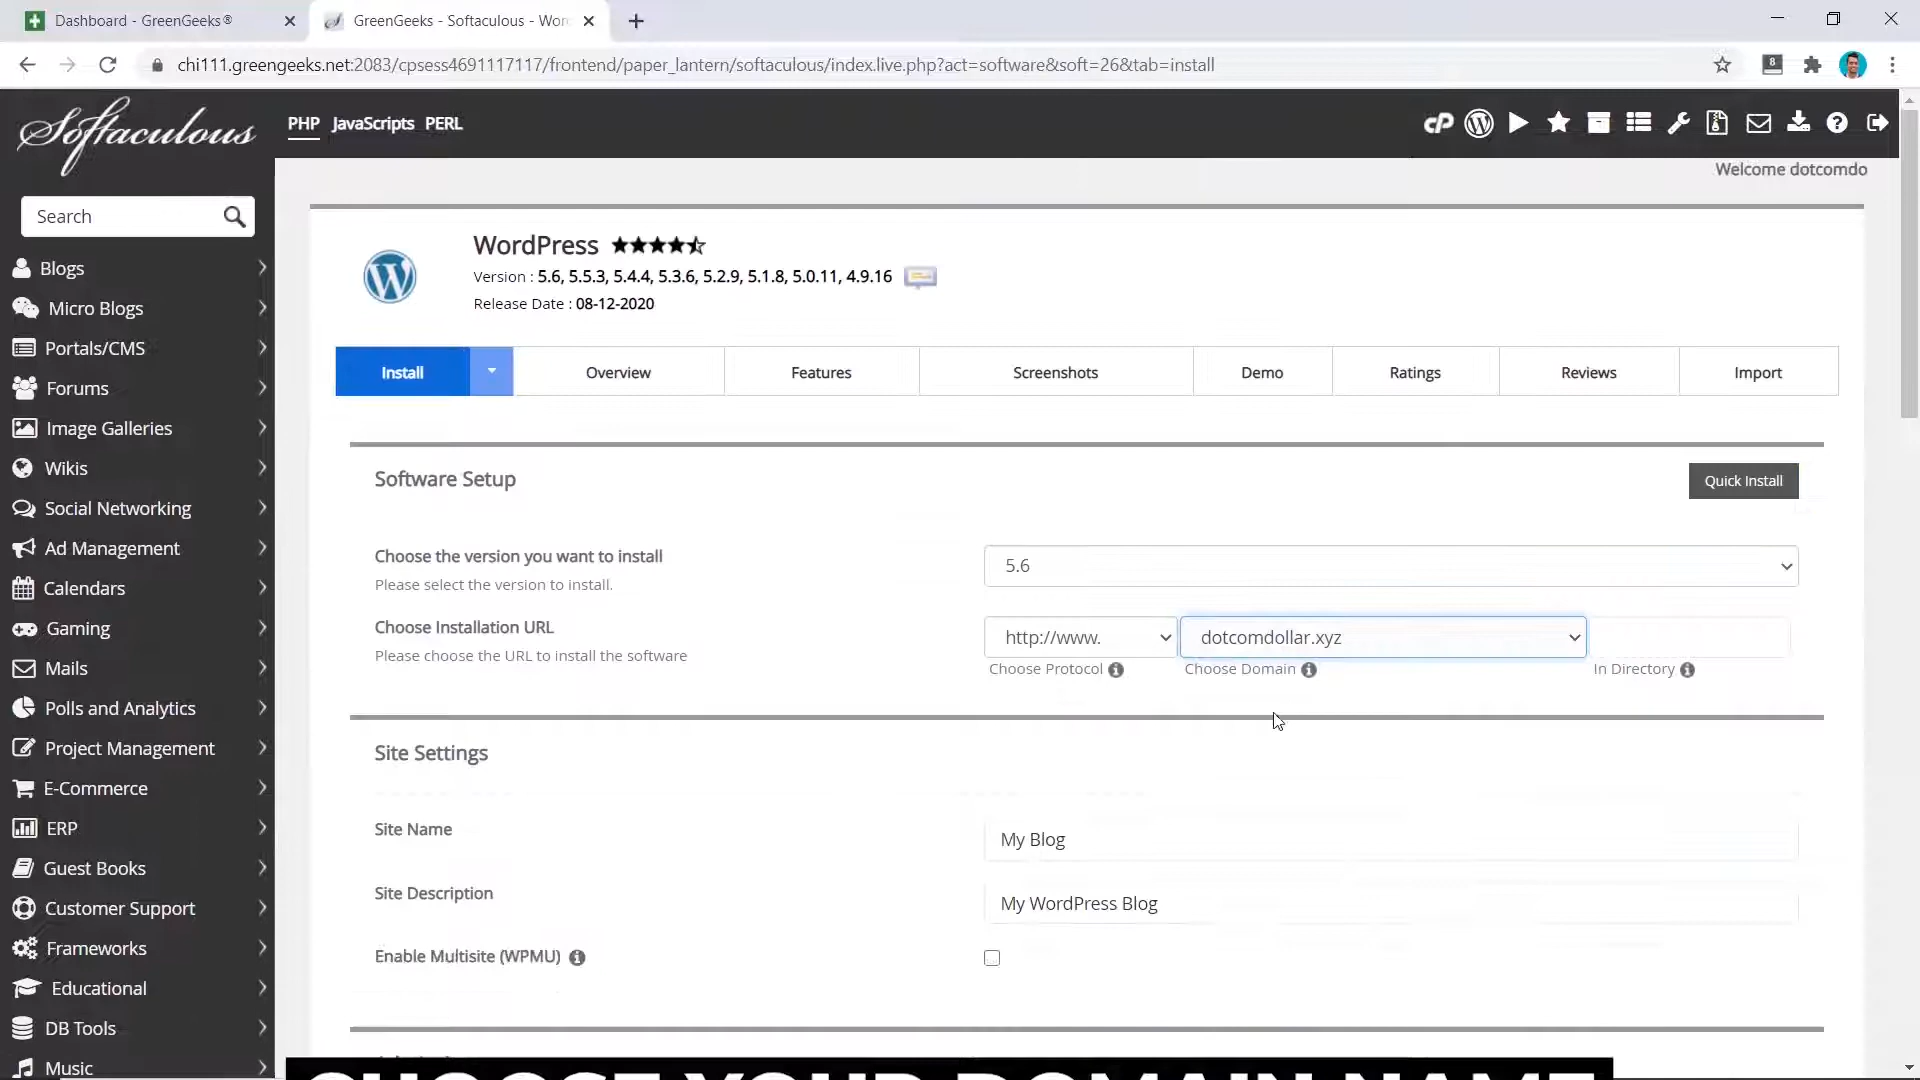 Dashboard - GreenGeeks®
GreenGeeks - Softaculous - Wor
chi111.greengeeks.net:2083/cpsess4691117117/frontend/paper_lantern/softaculous/index.live.php?act=software&soft=26&tab=install
Softaculous
PHP JavaScripts PERL
cP
Welcome dotcomdo
Search
Blogs
Micro Blogs
Portals/CMS
Forums
Image Galleries
Wikis
Social Networking
Ad Management
Calendars
Gaming
Mails
Polls and Analytics
Project Management
E-Commerce
ERP
Guest Books
Customer Support
Frameworks
Educational
DB Tools
Music
WordPress
Version : 5.6, 5.5.3, 5.4.4, 5.3.6, 5.2.9, 5.1.8, 5.0.11, 4.9.16
Release Date : 08-12-2020
Install Overview Features Screenshots Demo Ratings Reviews Import
Software Setup
Quick Install
Choose the version you want to install
Please select the version to install.
5.6
Choose Installation URL
Please choose the URL to install the software
http://www. dotcomdollar.xyz
Choose Protocol Choose Domain In Directory
Site Settings
Site Name
My Blog
Site Description
My WordPress Blog
Enable Multisite (WPMU)
CHOOSE YOUR DOMAIN NAME